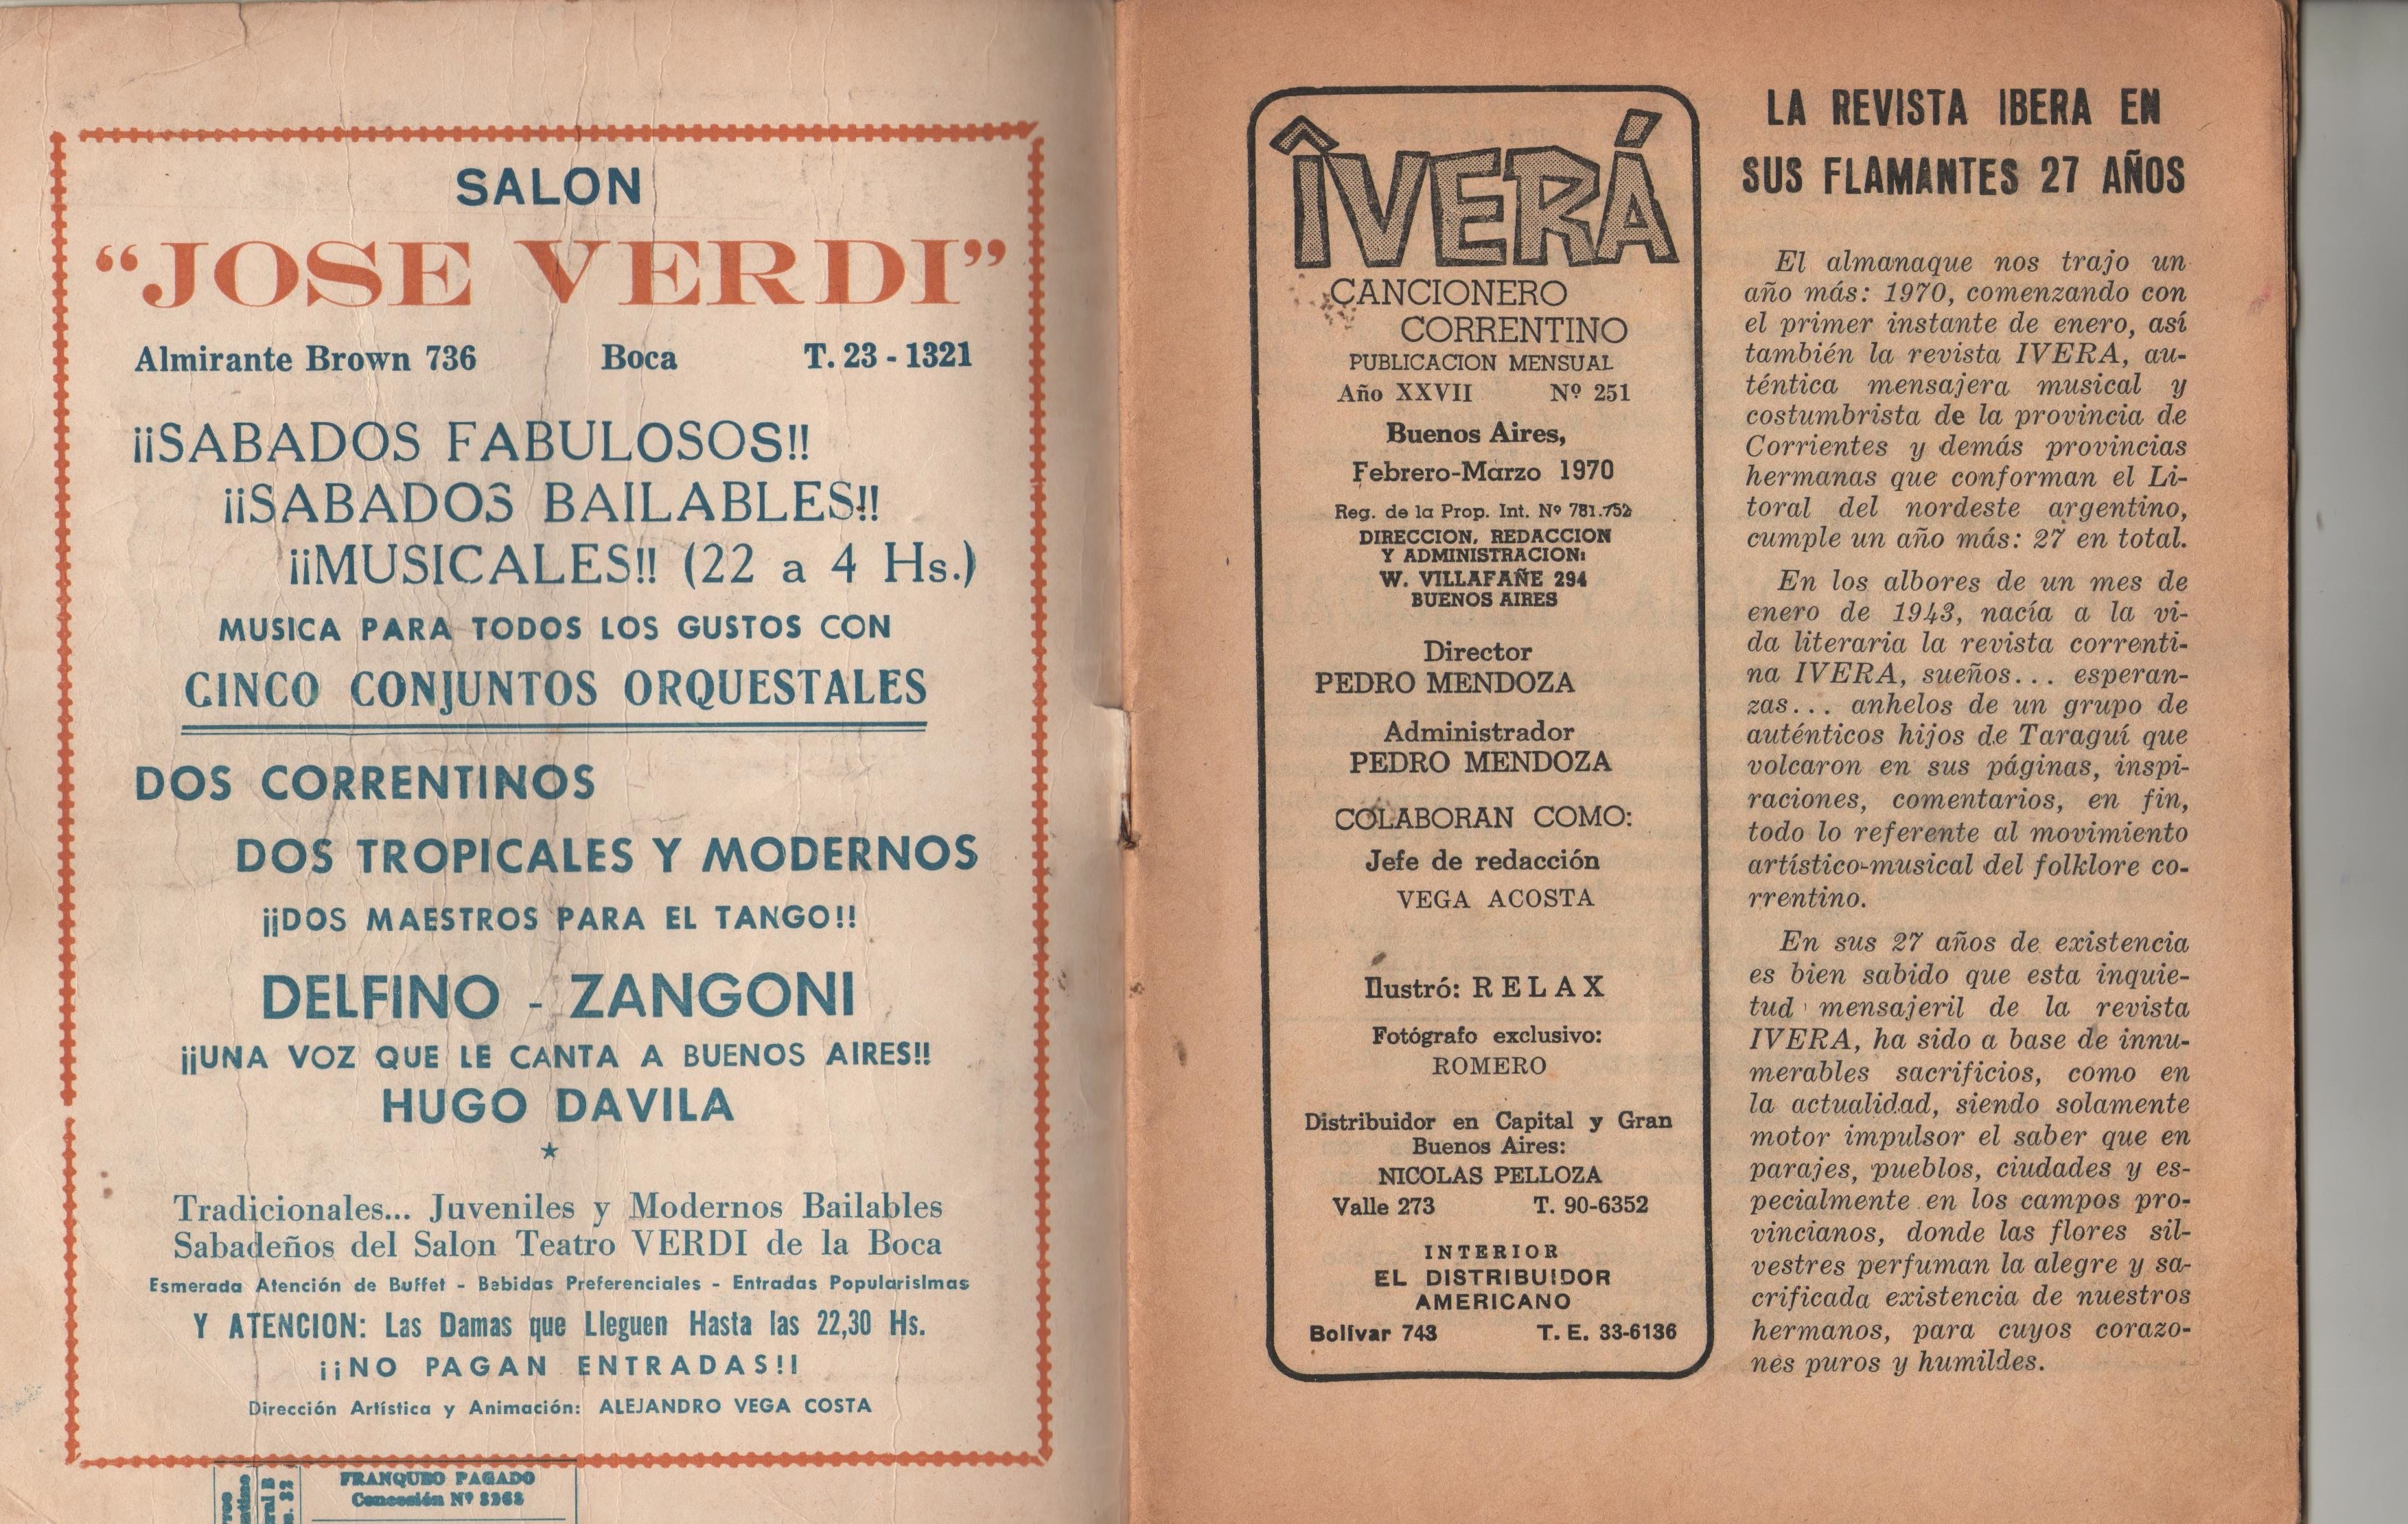 SALON
“JOSE VERDI”
Almirante Brown 736 Boca T. 23 - 1321
¡¡SABADOS FABULOSOS!!
¡¡SABADOS BAILABLES!!
¡¡MUSICALES!! (22 a 4 Hs.)
MUSICA PARA TODOS LOS GUSTOS CON
CINCO CONJUNTOS ORQUESTALES
DOS CORRENTINOS
DOS TROPICALES Y MODERNOS
¡¡DOS MAESTROS PARA EL TANGO!!
DELFINO - ZANGONI
¡¡UNA VOZ QUE LE CANTA A BUENOS AIRES!!
HUGO DAVILA
★
Tradicionales... Juveniles y Modernos Bailables
Sabadeños del Salon Teatro VERDI de la Boca
Esmerada Atención de Buffet - Bebidas Preferenciales - Entradas Popularislmas
Y ATENCION: Las Damas que Lleguen Hasta las 22,30 Hs.
¡¡NO PAGAN ENTRADAS!!
Dirección Artística y Animación: ALEJANDRO VEGA COSTA
FRANQUEO PAGADO
Concesión Nº 3263
ÎVERÁ
CANCIONERO
CORRENTINO
PUBLICACION MENSUAL
Año XXVII Nº 251
Buenos Aires,
Febrero-Marzo 1970
Reg. de la Prop. Int. Nº 781.752
DIRECCION, REDACCION
Y ADMINISTRACION:
W. VILLAFAÑE 294
BUENOS AIRES
Director
PEDRO MENDOZA
Administrador
PEDRO MENDOZA
COLABORAN COMO:
Jefe de redacción
VEGA ACOSTA
Ilustró: RELAX
Fotógrafo exclusivo:
ROMERO
Distribuidor en Capital y Gran
Buenos Aires:
NICOLAS PELLOZA
Valle 273 T. 90-6352
INTERIOR
EL DISTRIBUIDOR
AMERICANO
Bolívar 743 T. E. 33-6136
LA REVISTA IBERA EN
SUS FLAMANTES 27 AÑOS
El almanaque nos trajo un
año más: 1970, comenzando con
el primer instante de enero, así
también la revista IVERA, au-
téntica mensajera musical y
costumbrista de la provincia de
Corrientes y demás provincias
hermanas que conforman el Li-
toral del nordeste argentino,
cumple un año más: 27 en total.
En los albores de un mes de
enero de 1943, nacía a la vi-
da literaria la revista correnti-
na IVERA, sueños... esperan-
zas... anhelos de un grupo de
auténticos hijos de Taraguí que
volcaron en sus páginas, inspi-
raciones, comentarios, en fin,
todo lo referente al movimiento
artístico-musical del folklore co-
rrentino.
En sus 27 años de existencia
es bien sabido que esta inquie-
tud mensajeril de la revista
IVERA, ha sido a base de innu-
merables sacrificios, como en
la actualidad, siendo solamente
motor impulsor el saber que en
parajes, pueblos, ciudades y es-
pecialmente en los campos pro-
vincianos, donde las flores sil-
vestres perfuman la alegre y sa-
crificada existencia de nuestros
hermanos, para cuyos corazo-
nes puros y humildes.